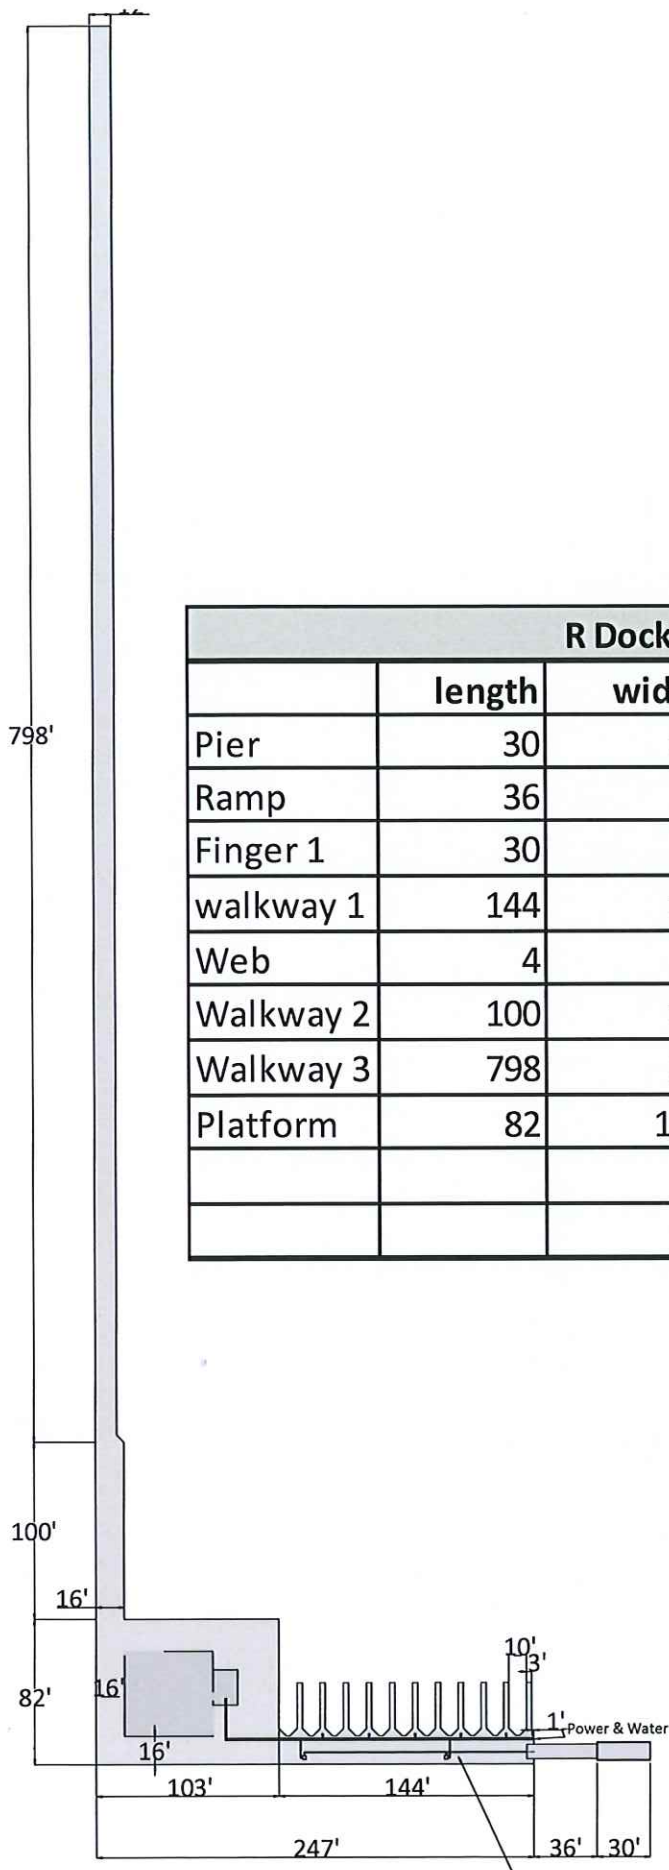 R Dock
length wid
Pier 30
Ramp 36
Finger 1 30
walkway 1 144
Web 4
Walkway 2 100
Walkway 3 798
Platform 82 1
798'
100'
16'
10'
3'
82'
16'
1'
Power & Water
16'
103' 144'
247' 36' 30'